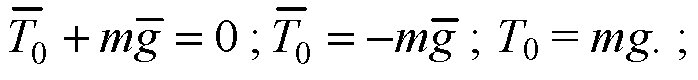 T̅₀ + mg̅ = 0 ; T̅₀ = −mg̅ ; T₀ = mg. ;